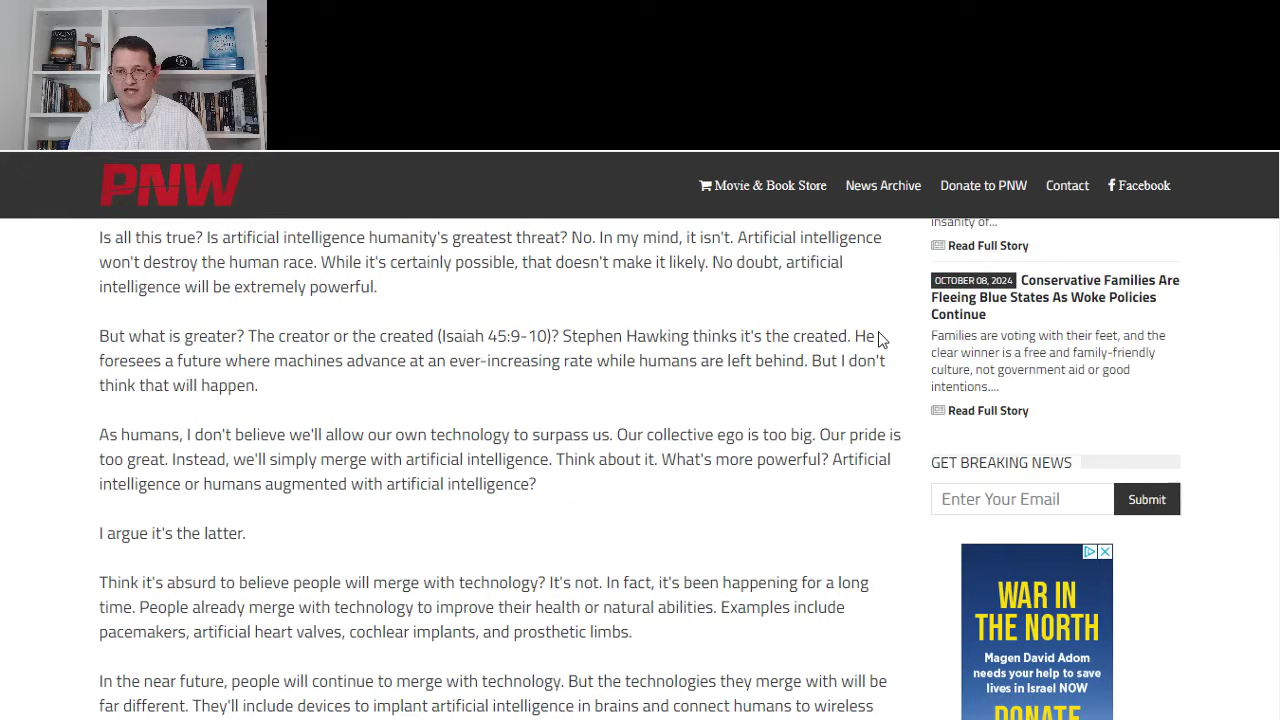 PNW
Movie & Book Store
News Archive
Donate to PNW
Contact
Facebook
Is all this true? Is artificial intelligence humanity's greatest threat? No. In my mind, it isn't. Artificial intelligence
won't destroy the human race. While it's certainly possible, that doesn't make it likely. No doubt, artificial
intelligence will be extremely powerful.
But what is greater? The creator or the created (Isaiah 45:9-10)? Stephen Hawking thinks it's the created. He
foresees a future where machines advance at an ever-increasing rate while humans are left behind. But I don't
think that will happen.
As humans, I don't believe we'll allow our own technology to surpass us. Our collective ego is too big. Our pride is
too great. Instead, we'll simply merge with artificial intelligence. Think about it. What's more powerful? Artificial
intelligence or humans augmented with artificial intelligence?
I argue it's the latter.
Think it's absurd to believe people will merge with technology? It's not. In fact, it's been happening for a long
time. People already merge with technology to improve their health or natural abilities. Examples include
pacemakers, artificial heart valves, cochlear implants, and prosthetic limbs.
In the near future, people will continue to merge with technology. But the technologies they merge with will be
far different. They'll include devices to implant artificial intelligence in brains and connect humans to wireless
insanity of...
Read Full Story
OCTOBER 08, 2024 Conservative Families Are
Fleeing Blue States As Woke Policies
Continue
Families are voting with their feet, and the
clear winner is a free and family-friendly
culture, not government aid or good
intentions....
Read Full Story
GET BREAKING NEWS
Enter Your Email
Submit
WAR IN
THE NORTH
Magen David Adom
needs your help to save
lives in Israel NOW
DONATE